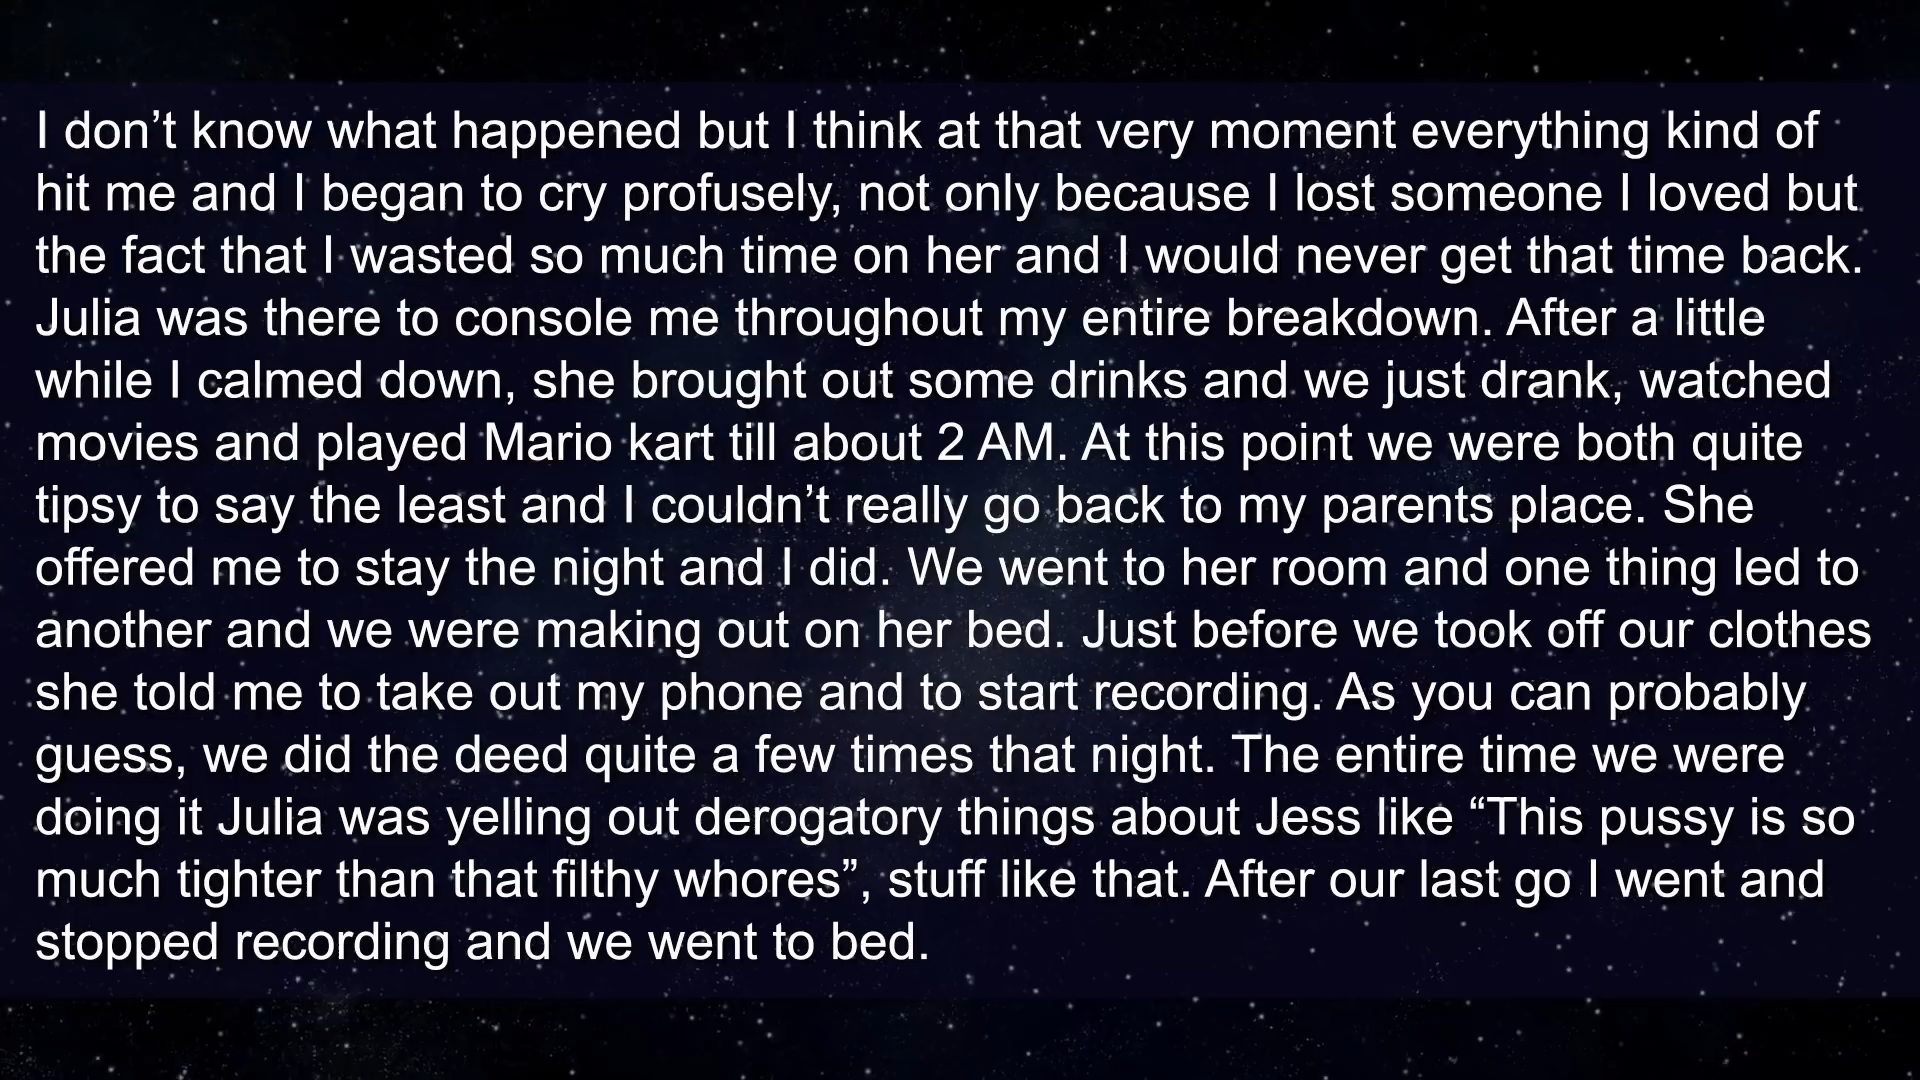 I don’t know what happened but I think at that very moment everything kind of
hit me and I began to cry profusely, not only because I lost someone I loved but
the fact that I wasted so much time on her and I would never get that time back.
Julia was there to console me throughout my entire breakdown. After a little
while I calmed down, she brought out some drinks and we just drank, watched
movies and played Mario kart till about 2 AM. At this point we were both quite
tipsy to say the least and I couldn’t really go back to my parents place. She
offered me to stay the night and I did. We went to her room and one thing led to
another and we were making out on her bed. Just before we took off our clothes
she told me to take out my phone and to start recording. As you can probably
guess, we did the deed quite a few times that night. The entire time we were
doing it Julia was yelling out derogatory things about Jess like “This pussy is so
much tighter than that filthy whores”, stuff like that. After our last go I went and
stopped recording and we went to bed.